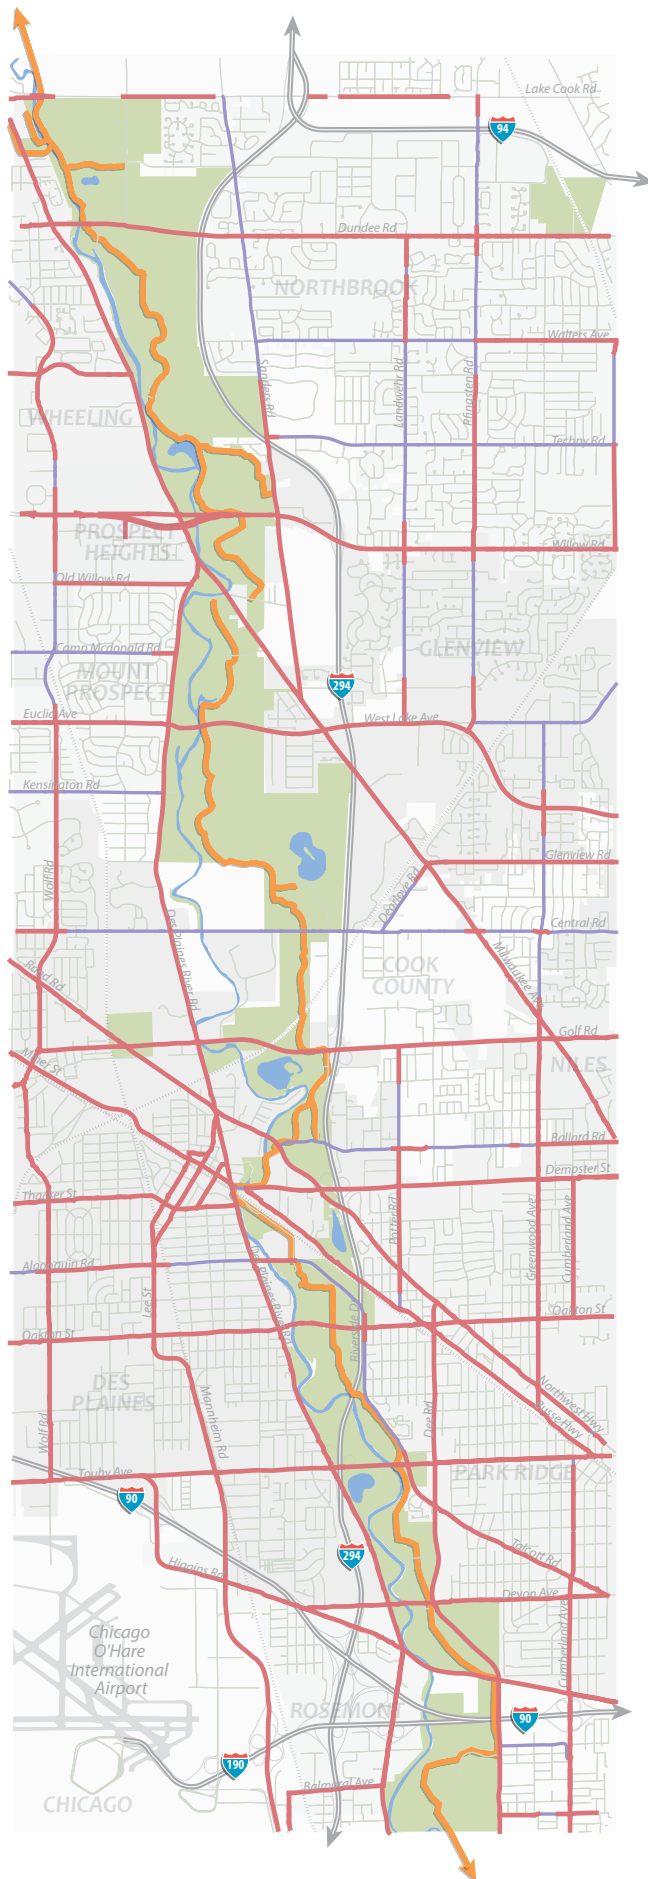 Lake Cook Rd
94
Dundee Rd
NORTHBROOK
Walters Ave
Sanders Rd
Landwehr Rd
Pfingsten Rd
WHEELING
Techny Rd
PROSPECT
HEIGHTS
Willow Rd
Old Willow Rd
Camp Mcdonald Rd
GLENVIEW
MOUNT
PROSPECT
294
Euclid Ave
West Lake Ave
Kensington Rd
Glenview Rd
Wolf Rd
Dearlove Rd
Des Plaines River Rd
Central Rd
Milwaukee Ave
COOK
COUNTY
Rand Rd
Golf Rd
Miner St
NILES
Ballard Rd
Dempster St
Thacker St
Potter Rd
Greenwood Ave
Cumberland Ave
Algonquin Rd
Des Plaines River Rd
Lee St
Riverside Dr
Oakton St
Oakton St
DES
PLAINES
Mannheim Rd
Dee Rd
Northwest Hwy
Busse Hwy
Wolf Rd
Touhy Ave
PARK RIDGE
90
294
Talcott Rd
Higgins Rd
Devon Ave
Cumberland Ave
Chicago
O'Hare
International
Airport
ROSEMONT
90
190
Balmoral Ave
CHICAGO